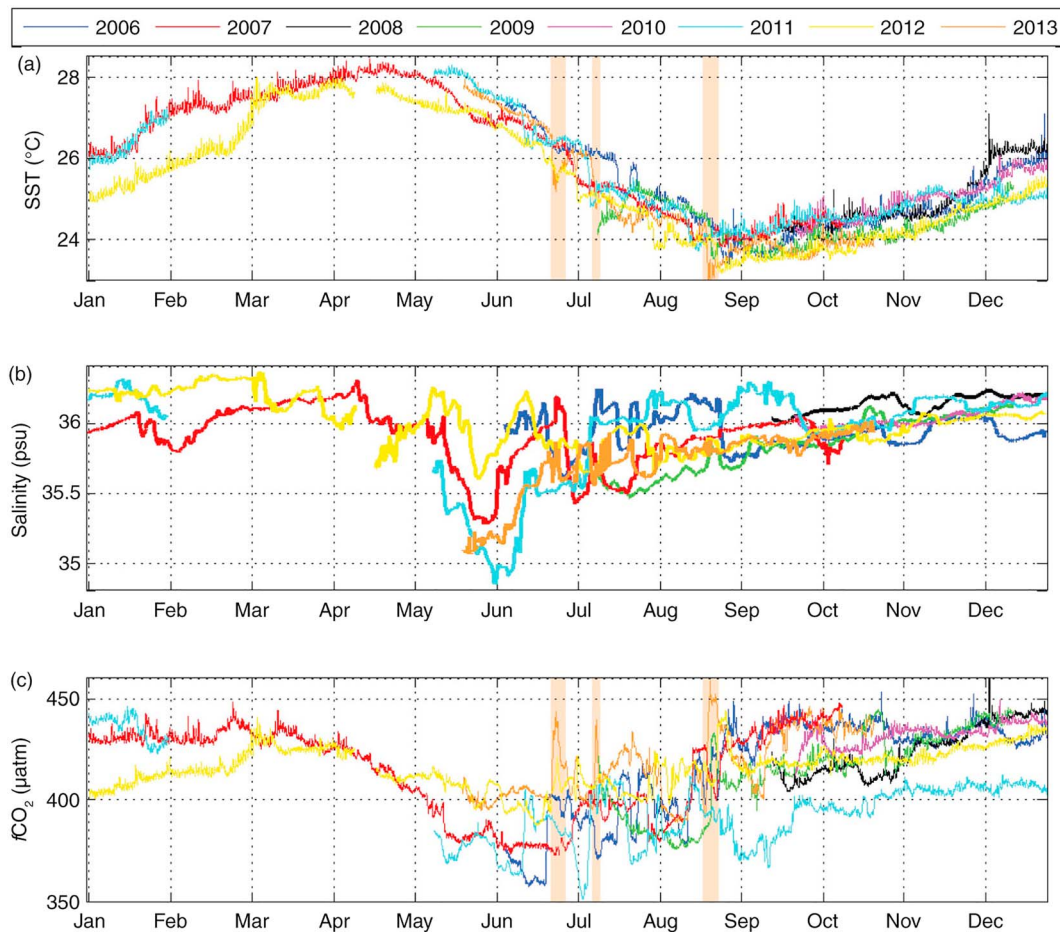 2006 2007 2008 2009 2010 2011 2012 2013
(a)
SST (°C)
28
26
24
Jan Feb Mar Apr May Jun Jul Aug Sep Oct Nov Dec
(b)
Salinity (psu)
36
35.5
35
Jan Feb Mar Apr May Jun Jul Aug Sep Oct Nov Dec
(c)
fCO₂ (µatm)
450
400
350
Jan Feb Mar Apr May Jun Jul Aug Sep Oct Nov Dec